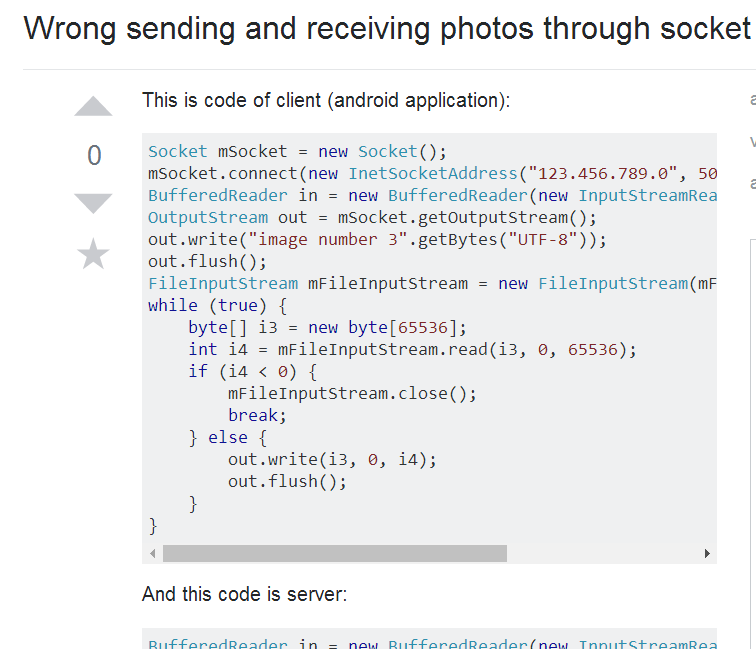 Wrong sending and receiving photos through socket
This is code of client (android application):
0
Socket mSocket = new Socket();
mSocket.connect(new InetSocketAddress("123.456.789.0", 50
BufferedReader in = new BufferedReader(new InputStreamRea
OutputStream out = mSocket.getOutputStream();
out.write("image number 3".getBytes("UTF-8"));
out.flush();
FileInputStream mFileInputStream = new FileInputStream(mF
while (true) {
    byte[] i3 = new byte[65536];
    int i4 = mFileInputStream.read(i3, 0, 65536);
    if (i4 < 0) {
        mFileInputStream.close();
        break;
    } else {
        out.write(i3, 0, i4);
        out.flush();
    }
}
And this code is server:
BufferedReader in = new BufferedReader(new InputStreamRea